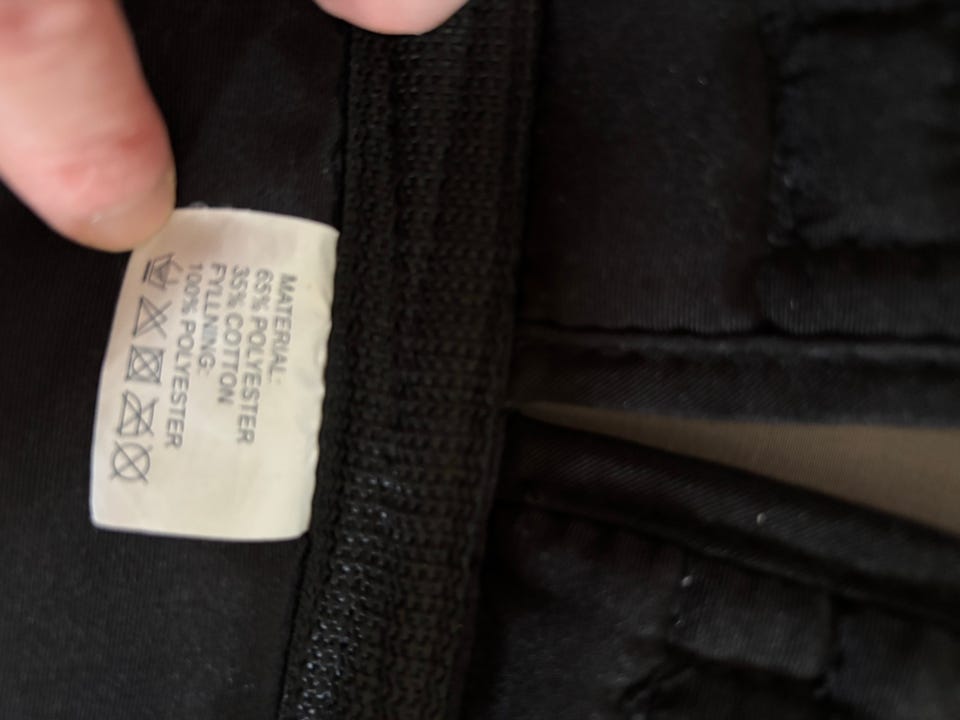 MATERIAL:
65% POLYESTER
35% COTTON
FYLLNING:
100% POLYESTER